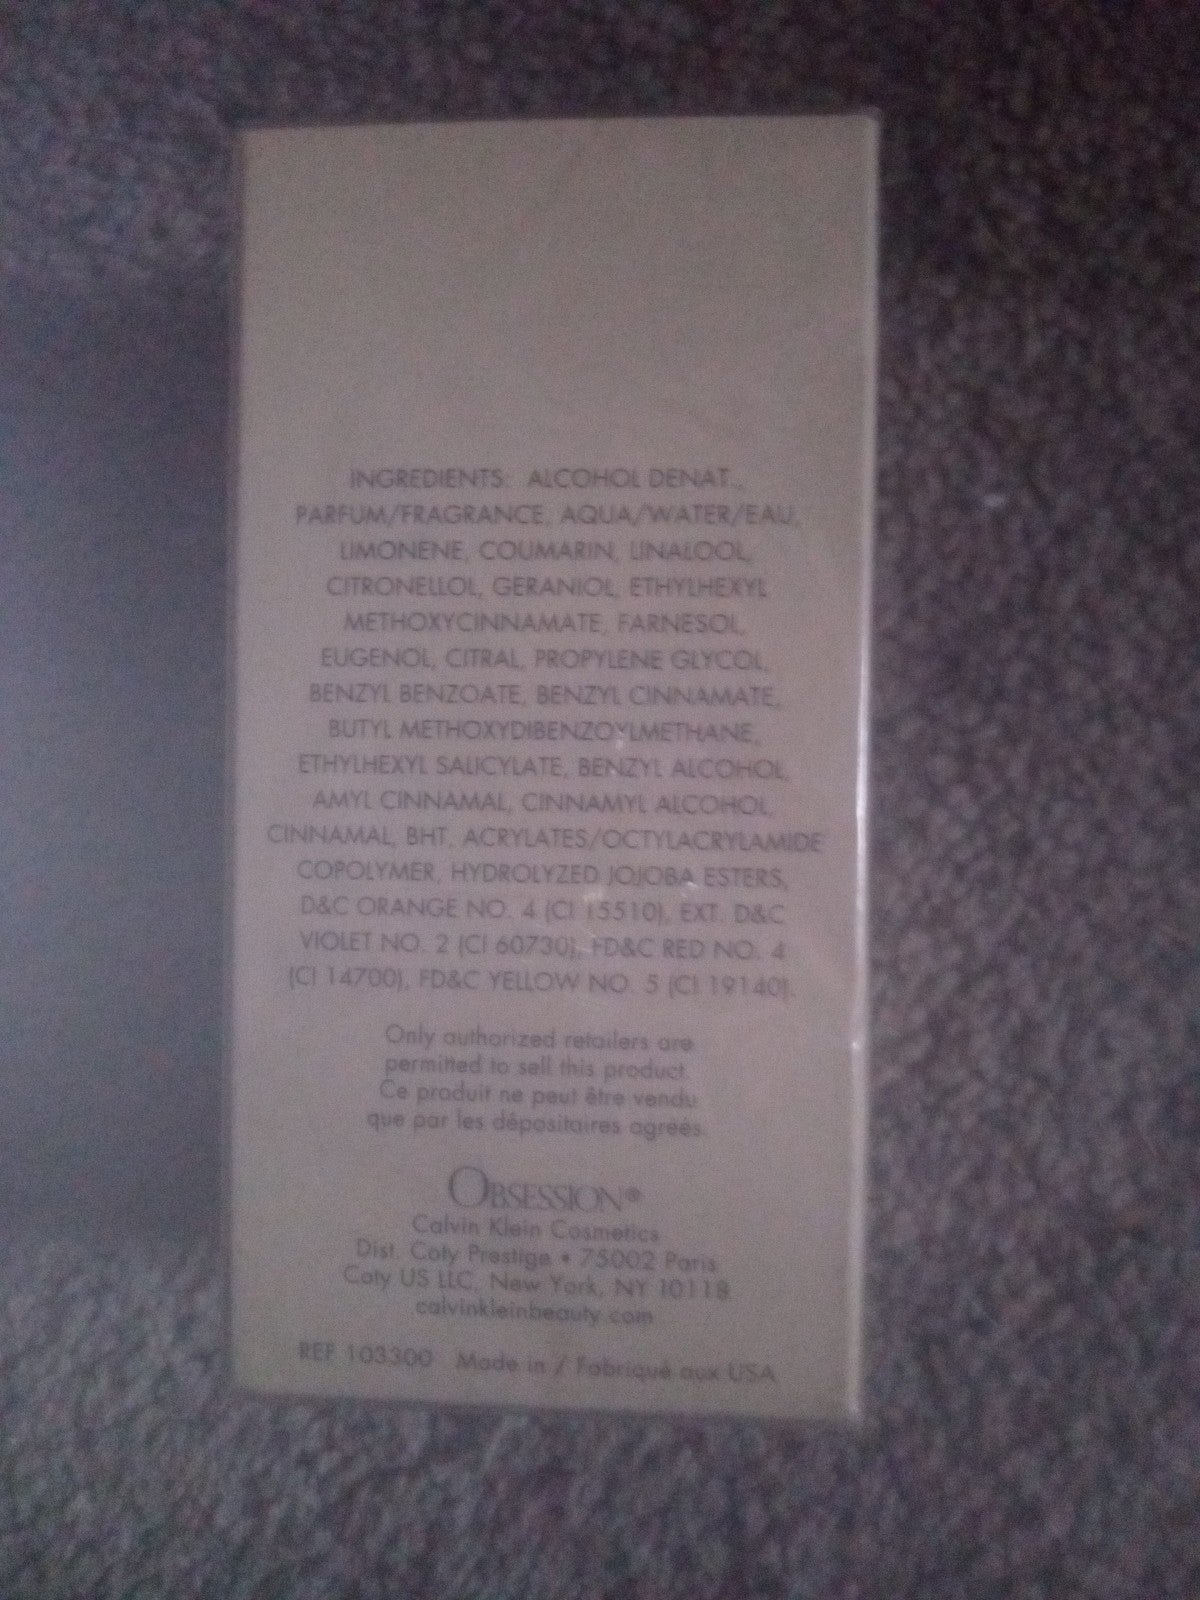 INGREDIENTS: ALCOHOL DENAT.,
PARFUM/FRAGRANCE, AQUA/WATER/EAU,
LIMONENE, COUMARIN, LINALOOL,
CITRONELLOL, GERANIOL, ETHYLHEXYL
METHOXYCINNAMATE, FARNESOL,
EUGENOL, CITRAL, PROPYLENE GLYCOL,
BENZYL BENZOATE, BENZYL CINNAMATE,
BUTYL METHOXYDIBENZOYLMETHANE,
ETHYLHEXYL SALICYLATE, BENZYL ALCOHOL,
AMYL CINNAMAL, CINNAMYL ALCOHOL,
CINNAMAL, BHT, ACRYLATES/OCTYLACRYLAMIDE
COPOLYMER, HYDROLYZED JOJOBA ESTERS,
D&C ORANGE NO. 4 (CI 15510), EXT. D&C
VIOLET NO. 2 (CI 60730), FD&C RED NO. 4
(CI 14700), FD&C YELLOW NO. 5 (CI 19140).
Only authorized retailers are
permitted to sell this product.
Ce produit ne peut être vendu
que par les dépositaires agréés.
OBSESSION®
Calvin Klein Cosmetics
Dist. Coty Prestige • 75002 Paris
Coty US LLC, New York, NY 10118
calvinkleinbeauty.com
REF 103300 Made in / Fabriqué aux USA